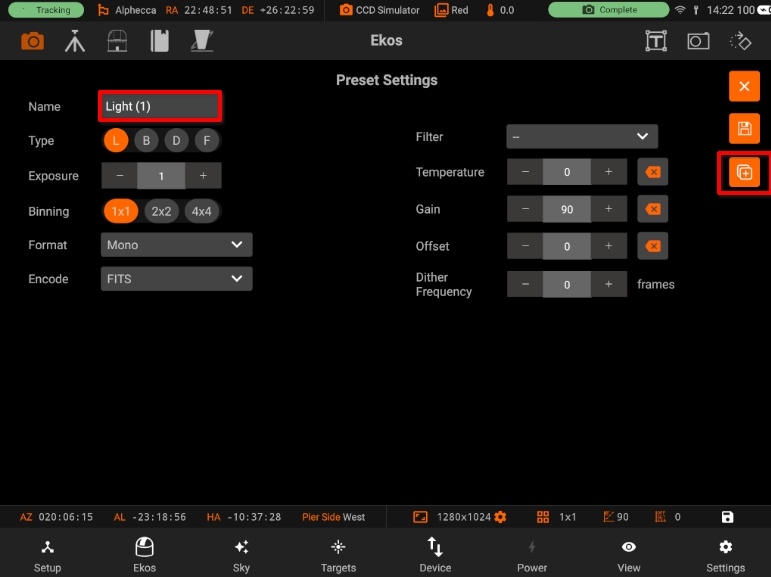 Tracking Alphecca RA 22:48:51 DE +26:22:59 CCD Simulator Red 0.0 Complete 14:22 100
Ekos
T
Preset Settings
Name Light (1)
Type L B D F
Filter --
Exposure − 1 +
Temperature − 0 +
Binning 1x1 2x2 4x4
Gain − 90 +
Format Mono
Offset − 0 +
Encode FITS
Dither
Frequency − 0 + frames
AZ 020:06:15 AL -23:18:56 HA -10:37:28 Pier Side West 1280x1024 1x1 90 0
Setup Ekos Sky Targets Device Power View Settings